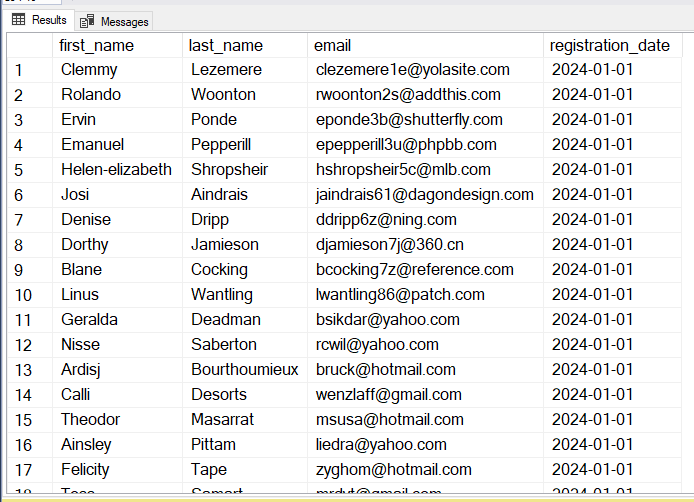 Results Messages
first_name last_name email registration_date
1 Clemmy Lezemere clezemere1e@yolasite.com 2024-01-01
2 Rolando Woonton rwoonton2s@addthis.com 2024-01-01
3 Ervin Ponde eponde3b@shutterfly.com 2024-01-01
4 Emanuel Pepperill epepperill3u@phpbb.com 2024-01-01
5 Helen-elizabeth Shropsheir hshropsheir5c@mlb.com 2024-01-01
6 Josi Aindrais jaindrais61@dagondesign.com 2024-01-01
7 Denise Dripp ddripp6z@ning.com 2024-01-01
8 Dorthy Jamieson djamieson7j@360.cn 2024-01-01
9 Blane Cocking bcocking7z@reference.com 2024-01-01
10 Linus Wantling lwantling86@patch.com 2024-01-01
11 Geralda Deadman bsikdar@yahoo.com 2024-01-01
12 Nisse Saberton rcwil@yahoo.com 2024-01-01
13 Ardisj Bourthoumieux bruck@hotmail.com 2024-01-01
14 Calli Desorts wenzlaff@gmail.com 2024-01-01
15 Theodor Masarrat msusa@hotmail.com 2024-01-01
16 Ainsley Pittam liedra@yahoo.com 2024-01-01
17 Felicity Tape zyghom@hotmail.com 2024-01-01